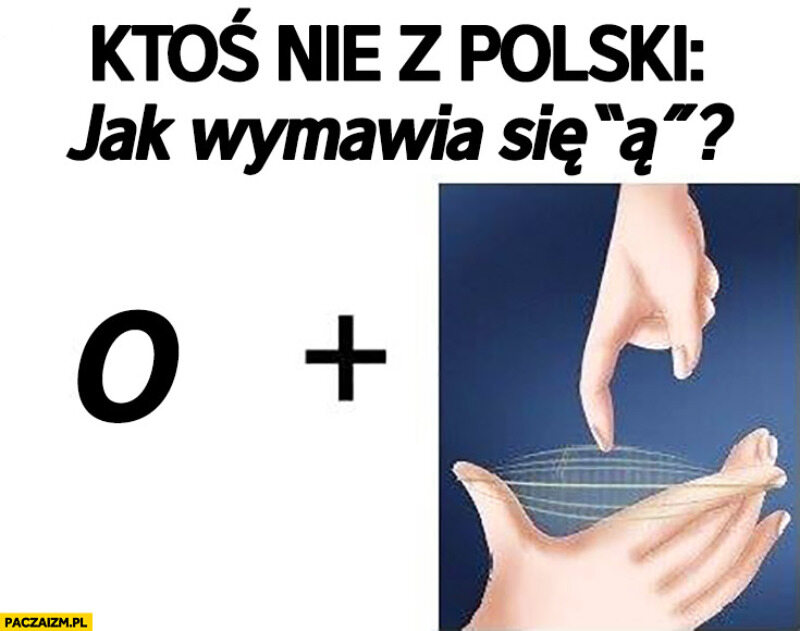 KTOŚ NIE Z POLSKI:
Jak wymawia się “ą”?
o +
PACZAIZM.PL